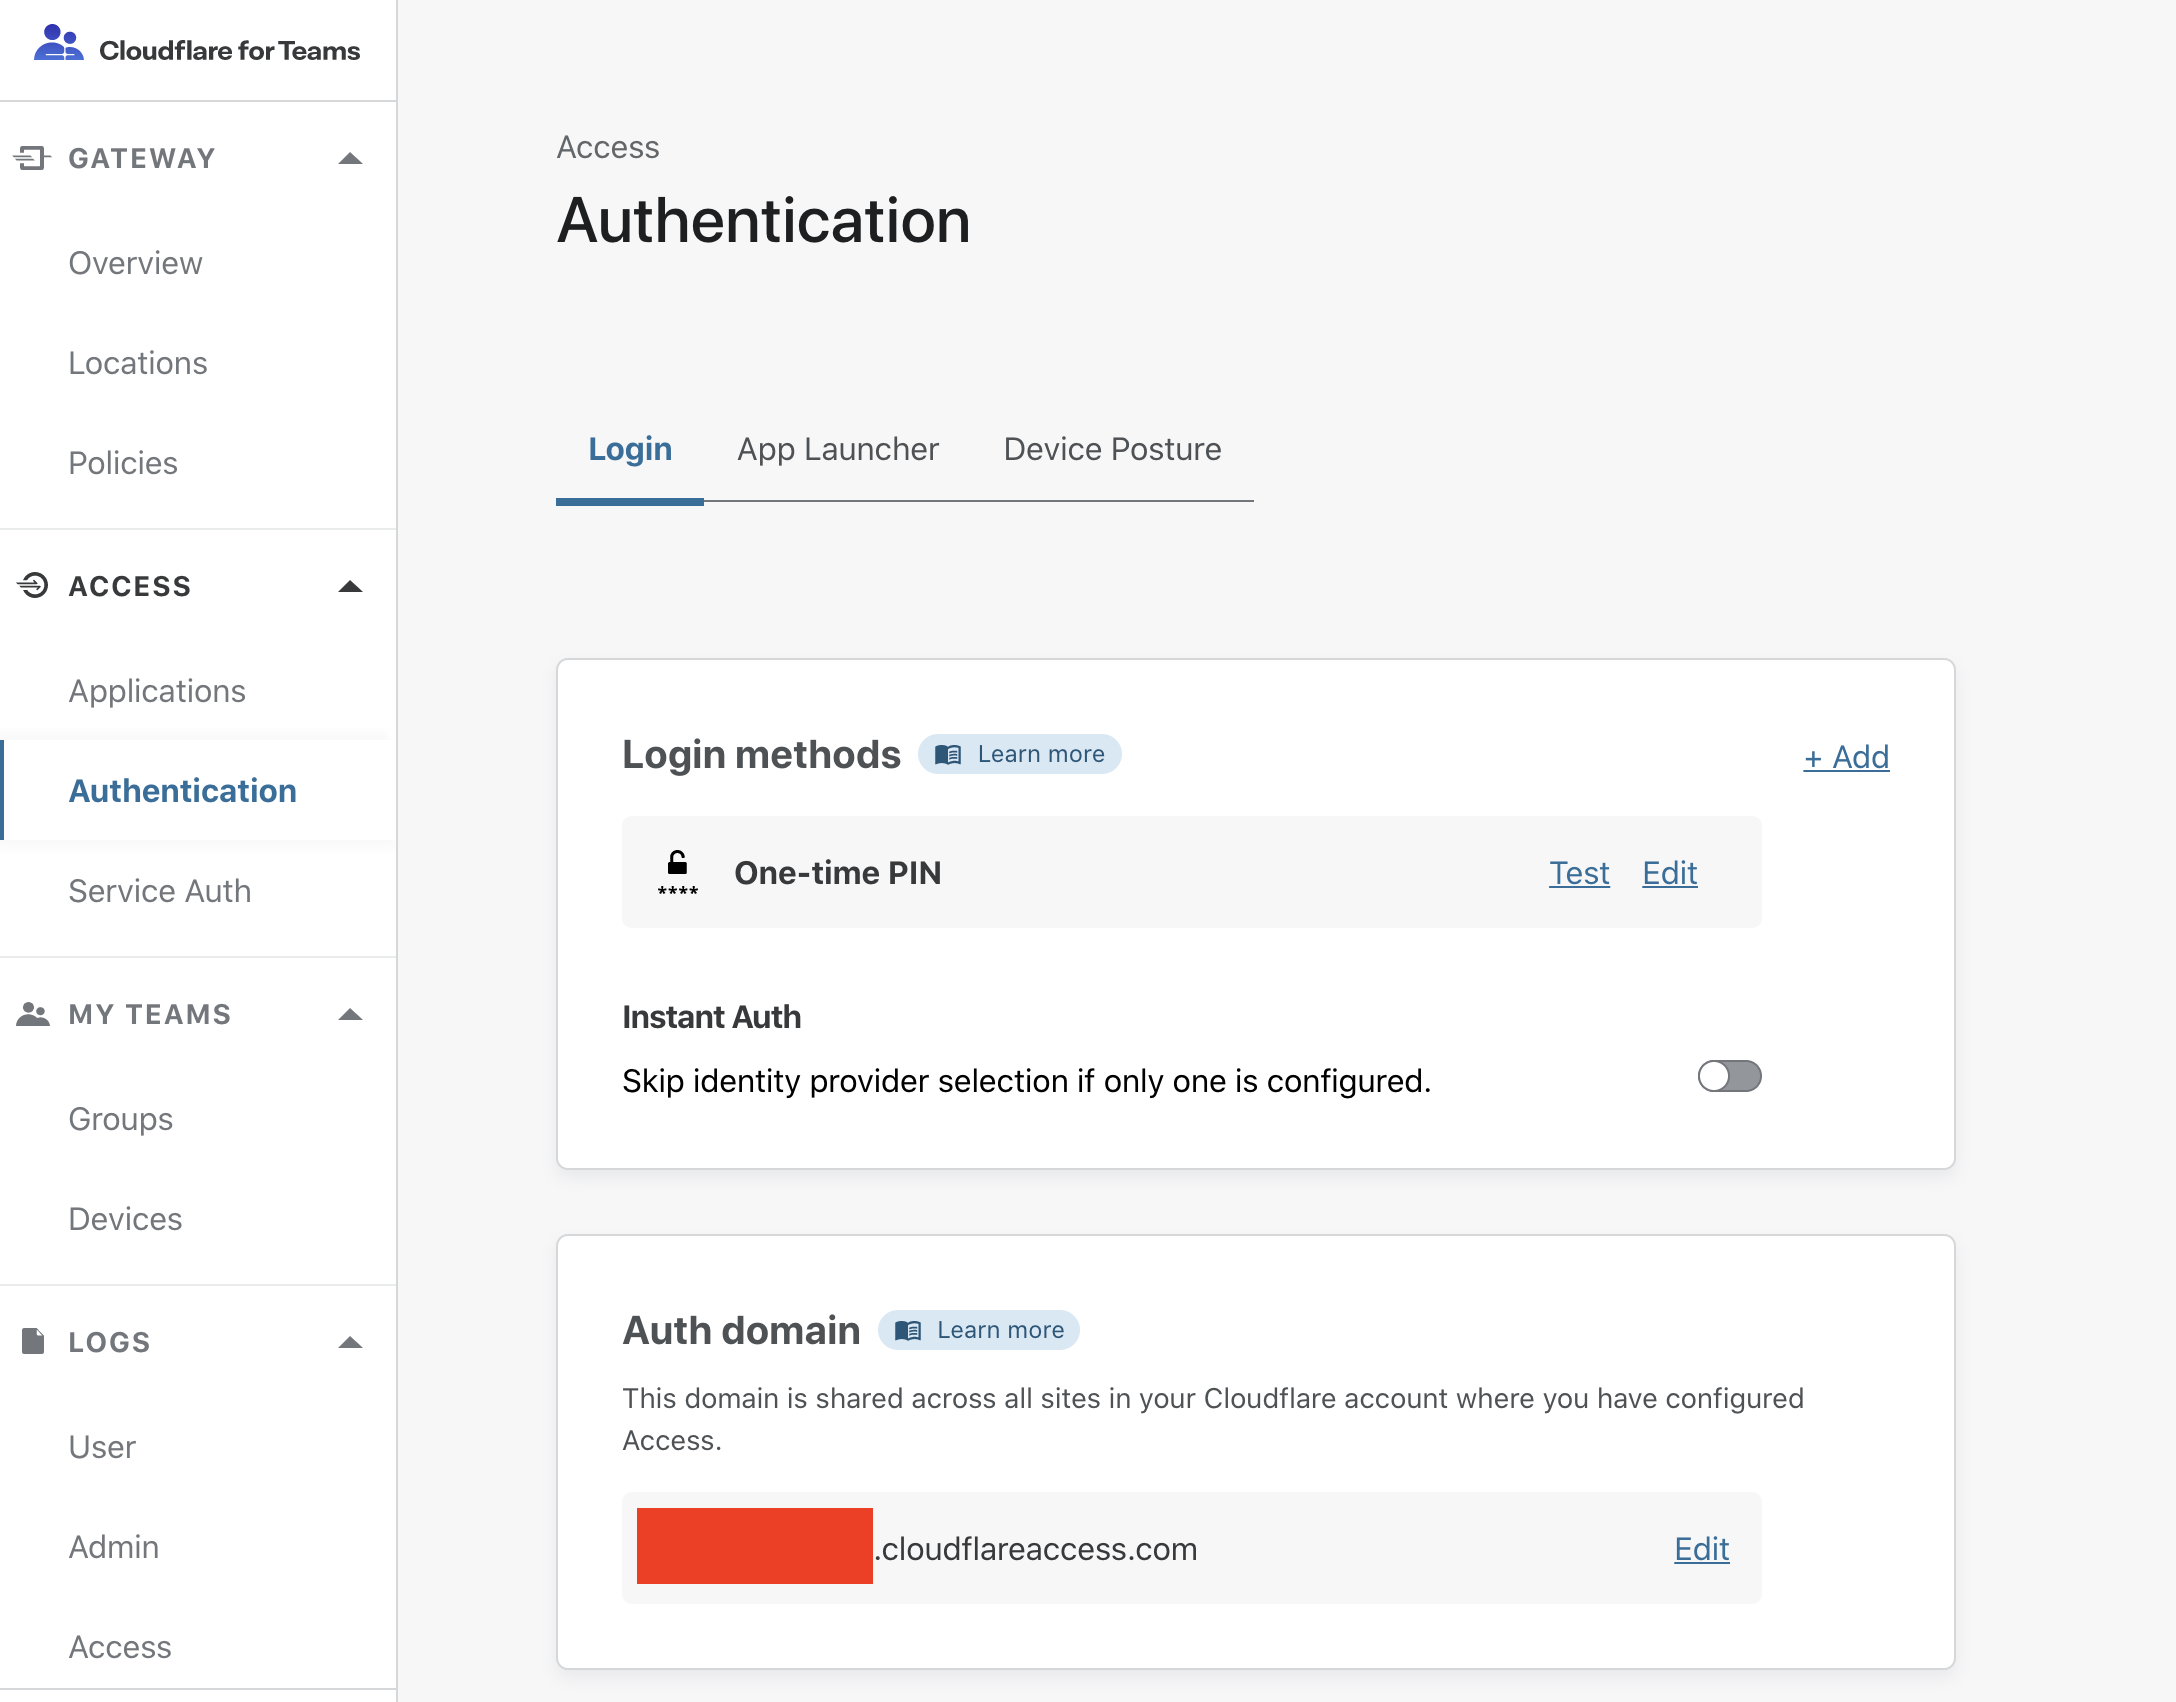 Cloudflare for Teams
GATEWAY
Overview
Locations
Policies
ACCESS
Applications
Authentication
Service Auth
MY TEAMS
Groups
Devices
LOGS
User
Admin
Access
Access
Authentication
Login App Launcher Device Posture
Login methods Learn more + Add
**** One-time PIN Test Edit
Instant Auth
Skip identity provider selection if only one is configured.
Auth domain Learn more
This domain is shared across all sites in your Cloudflare account where you have configured
Access.
.cloudflareaccess.com Edit